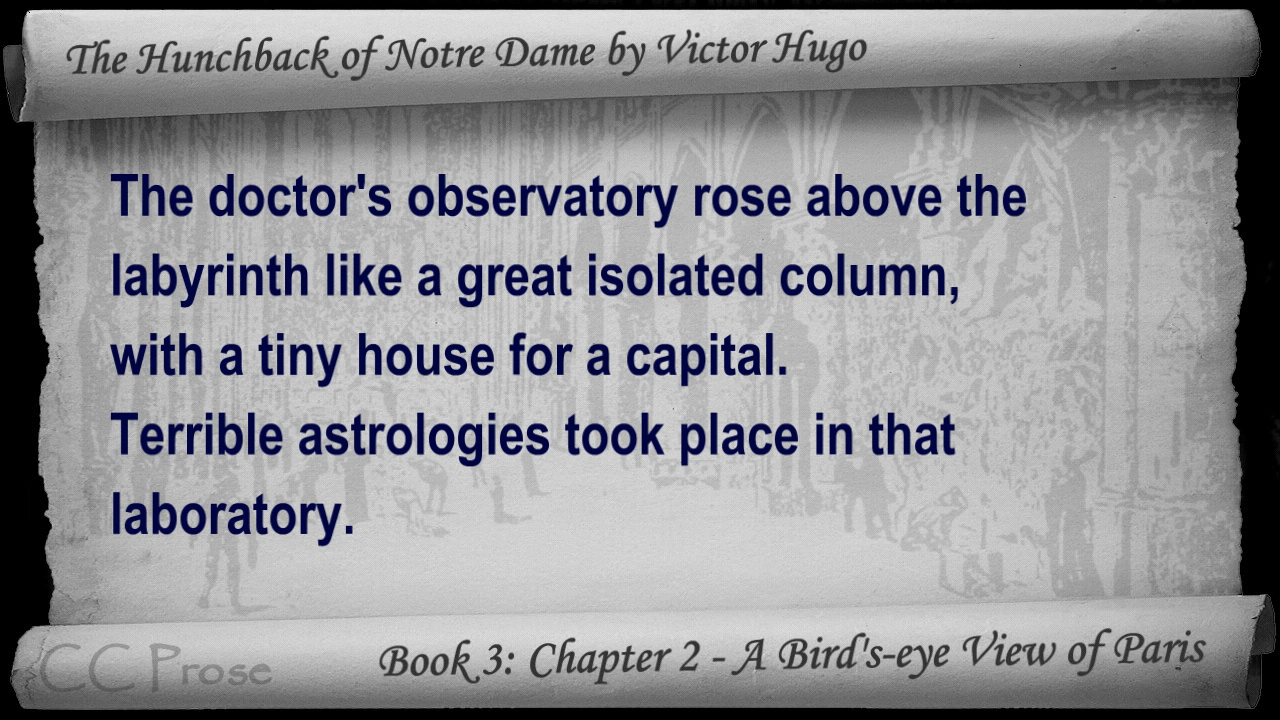 The Hunchback of Notre Dame by Victor Hugo
The doctor's observatory rose above the
labyrinth like a great isolated column,
with a tiny house for a capital.
Terrible astrologies took place in that
laboratory.
CC Prose
Book 3: Chapter 2 - A Bird's-eye View of Paris